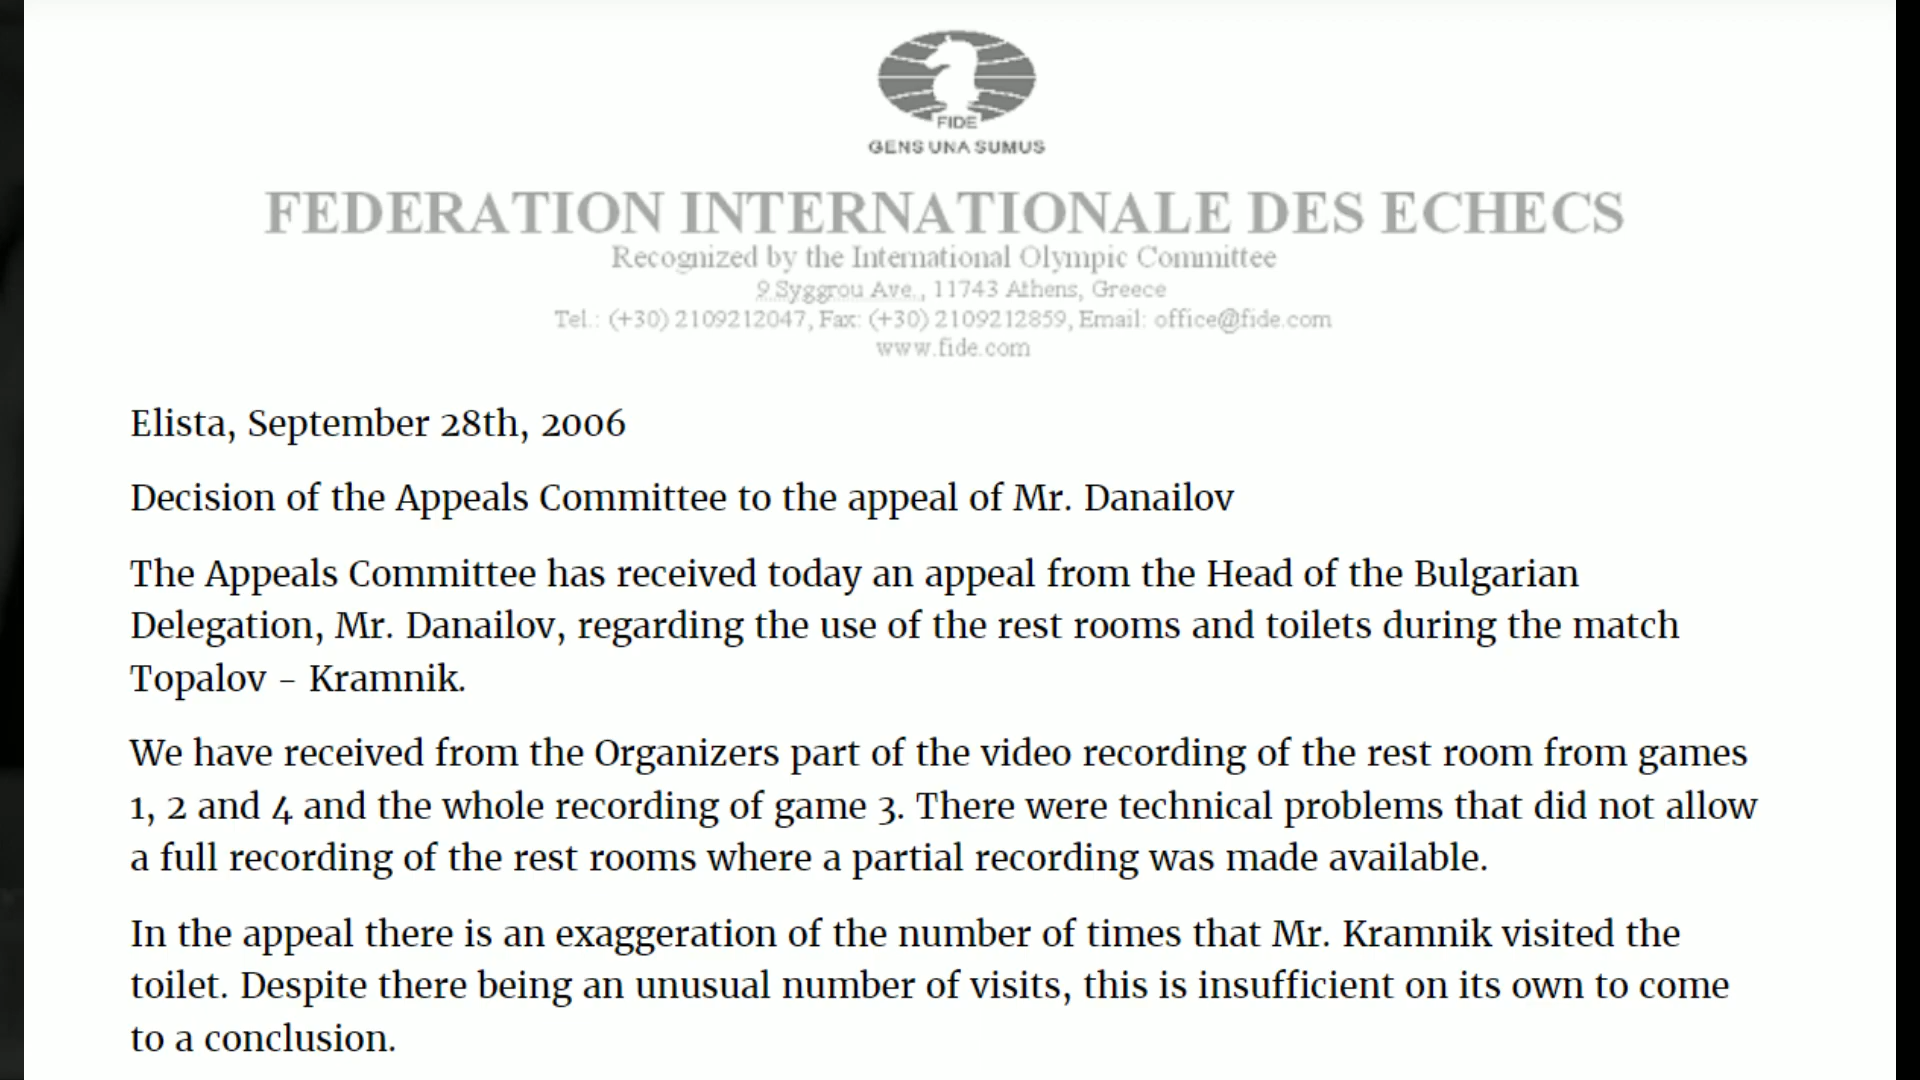 FIDE
GENS UNA SUMUS
FEDERATION INTERNATIONALE DES ECHECS
Recognized by the International Olympic Committee
9 Syggrou Ave., 11743 Athens, Greece
Tel.: (+30) 2109212047, Fax: (+30) 2109212859, Email: office@fide.com
www.fide.com
Elista, September 28th, 2006
Decision of the Appeals Committee to the appeal of Mr. Danailov
The Appeals Committee has received today an appeal from the Head of the Bulgarian
Delegation, Mr. Danailov, regarding the use of the rest rooms and toilets during the match
Topalov – Kramnik.
We have received from the Organizers part of the video recording of the rest room from games
1, 2 and 4 and the whole recording of game 3. There were technical problems that did not allow
a full recording of the rest rooms where a partial recording was made available.
In the appeal there is an exaggeration of the number of times that Mr. Kramnik visited the
toilet. Despite there being an unusual number of visits, this is insufficient on its own to come
to a conclusion.